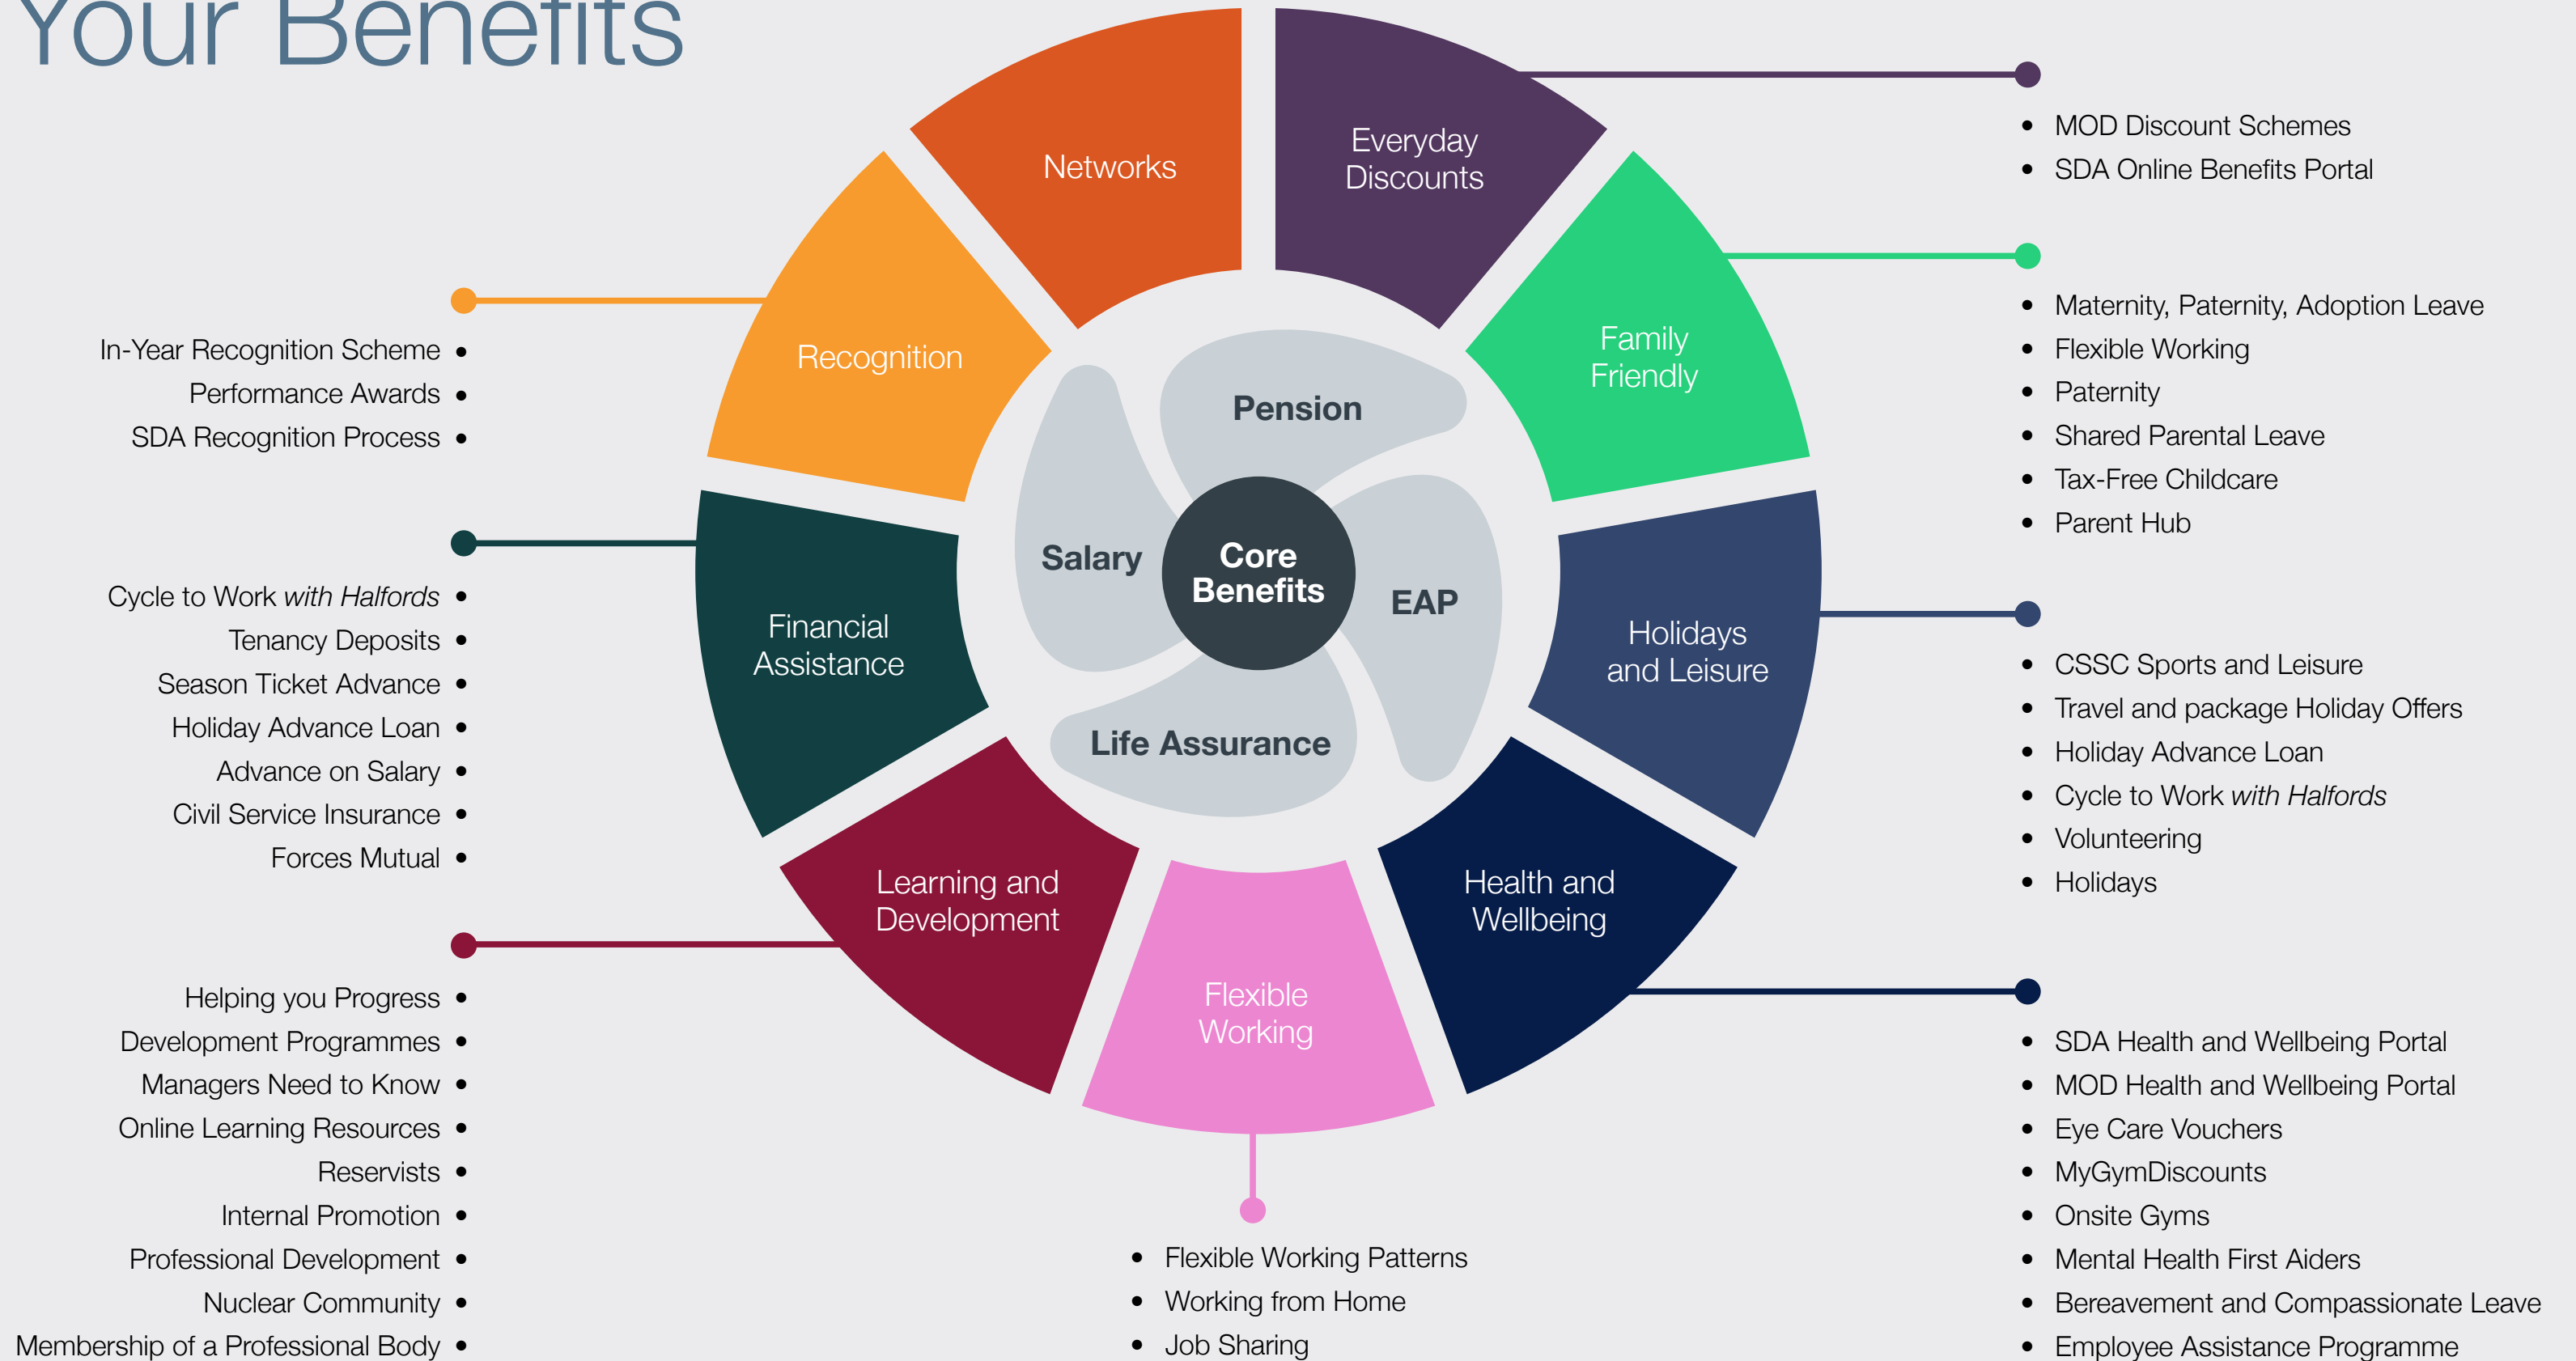 Your Benefits
Networks
Everyday
Discounts
MOD Discount Schemes
SDA Online Benefits Portal
Family
Friendly
Maternity, Paternity, Adoption Leave
Flexible Working
Paternity
Shared Parental Leave
Tax-Free Childcare
Parent Hub
Holidays
and Leisure
CSSC Sports and Leisure
Travel and package Holiday Offers
Holiday Advance Loan
Cycle to Work with Halfords
Volunteering
Holidays
Health and
Wellbeing
SDA Health and Wellbeing Portal
MOD Health and Wellbeing Portal
Eye Care Vouchers
MyGymDiscounts
Onsite Gyms
Mental Health First Aiders
Bereavement and Compassionate Leave
Employee Assistance Programme
Flexible
Working
Flexible Working Patterns
Working from Home
Job Sharing
Learning and
Development
Helping you Progress
Development Programmes
Managers Need to Know
Online Learning Resources
Reservists
Internal Promotion
Professional Development
Nuclear Community
Membership of a Professional Body
Financial
Assistance
Cycle to Work with Halfords
Tenancy Deposits
Season Ticket Advance
Holiday Advance Loan
Advance on Salary
Civil Service Insurance
Forces Mutual
Recognition
In-Year Recognition Scheme
Performance Awards
SDA Recognition Process
Pension
Salary
Core
Benefits
EAP
Life Assurance